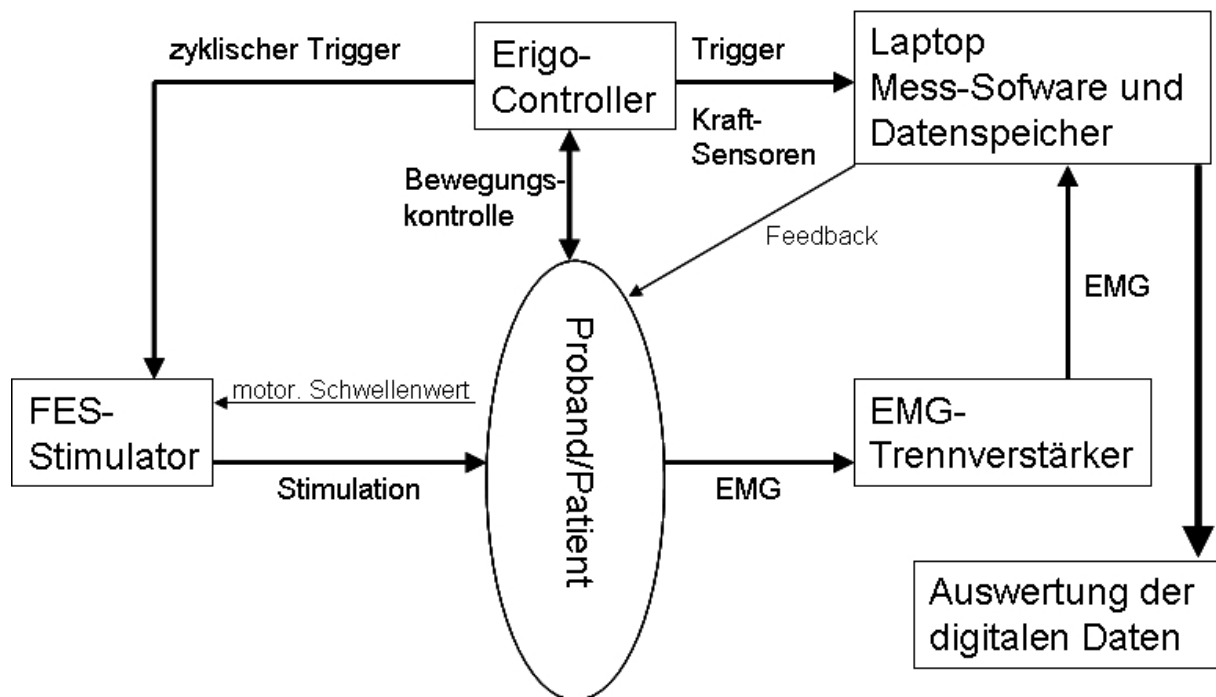 zyklischer Trigger
Erigo-
Controller
Trigger
Kraft-
Sensoren
Laptop
Mess-Sofware und
Datenspeicher
Bewegungs-
kontrolle
Feedback
EMG
Proband/Patient
FES-
Stimulator
motor. Schwellenwert
Stimulation
EMG
EMG-
Trennverstärker
Auswertung der
digitalen Daten